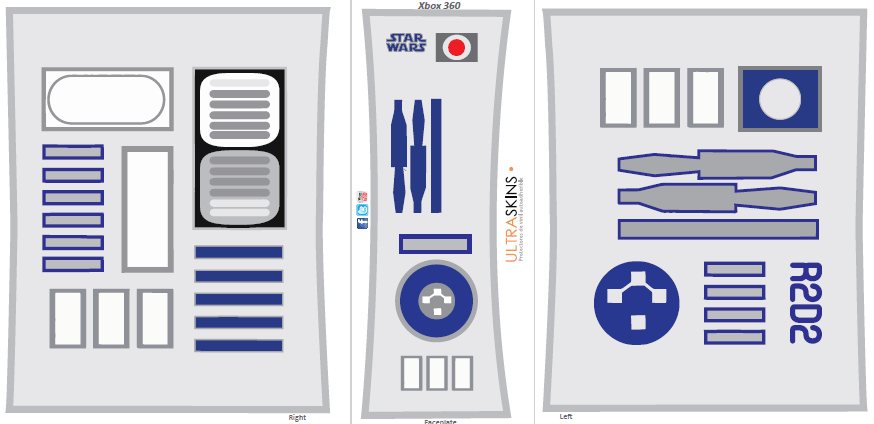 Xbox 360
STAR
WARS
ULTRASKINS
R2D2
Right
Faceplate
Left